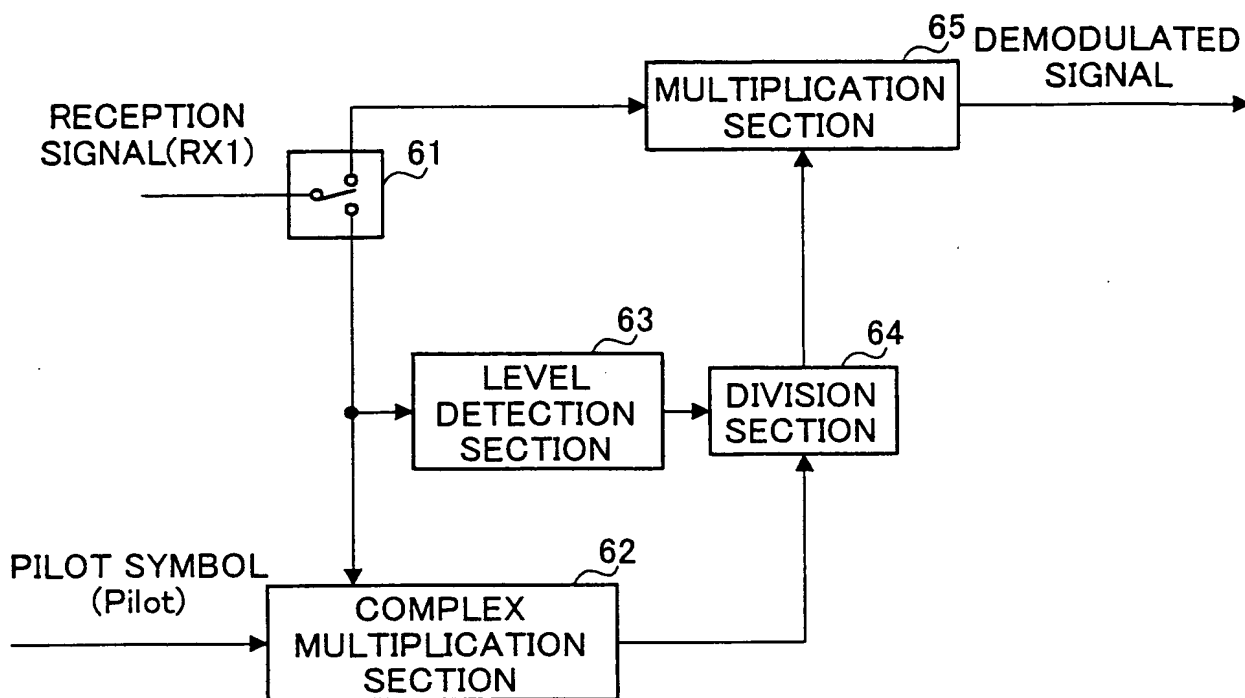 65
DEMODULATED
SIGNAL
MULTIPLICATION
SECTION
RECEPTION
SIGNAL(RX1)
61
63
LEVEL
DETECTION
SECTION
64
DIVISION
SECTION
PILOT SYMBOL
(Pilot)
62
COMPLEX
MULTIPLICATION
SECTION